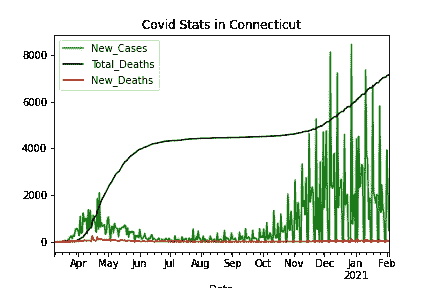 Covid Stats in Connecticut
New_Cases
Total_Deaths
New_Deaths
8000
6000
4000
2000
0
Apr May Jun Jul Aug Sep Oct Nov Dec Jan Feb
2021